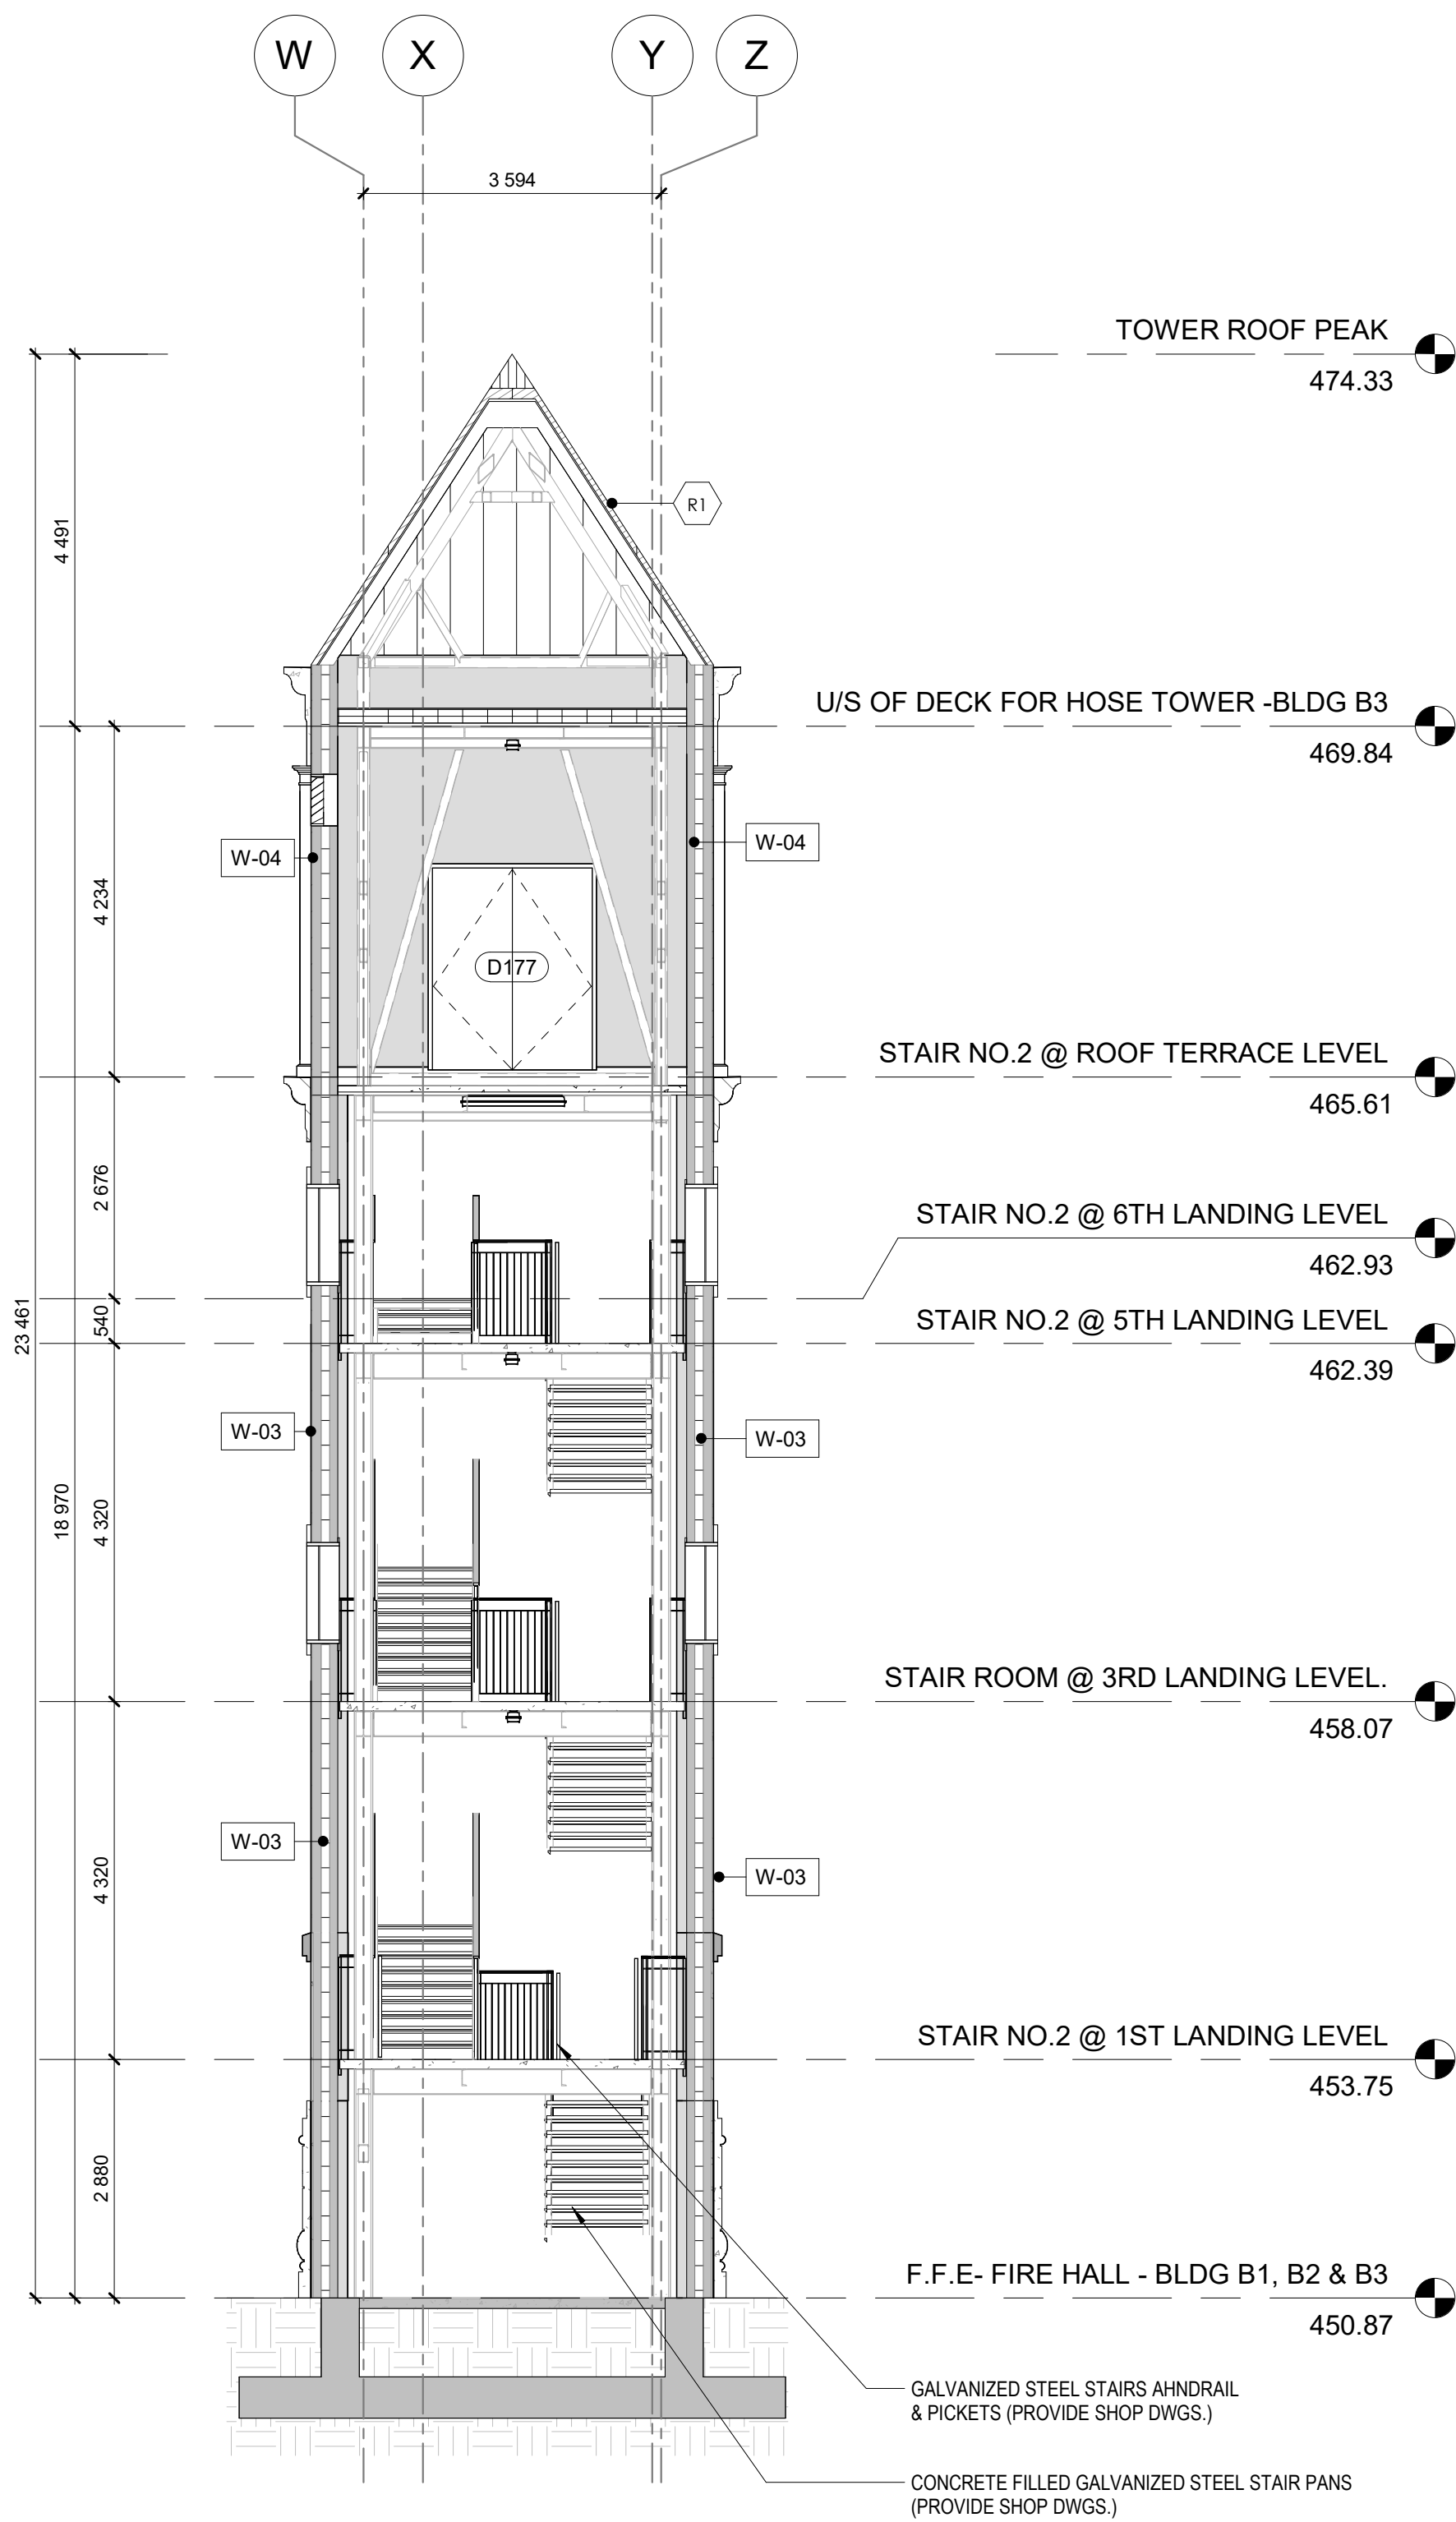 W X Y Z
3 594
TOWER ROOF PEAK
474.33
R1
4 491
U/S OF DECK FOR HOSE TOWER -BLDG B3
469.84
W-04
W-04
4 234
D177
STAIR NO.2 @ ROOF TERRACE LEVEL
465.61
2 676
STAIR NO.2 @ 6TH LANDING LEVEL
462.93
540
23 461
STAIR NO.2 @ 5TH LANDING LEVEL
462.39
W-03
W-03
18 970
4 320
STAIR ROOM @ 3RD LANDING LEVEL.
458.07
W-03
W-03
4 320
STAIR NO.2 @ 1ST LANDING LEVEL
453.75
2 880
F.F.E- FIRE HALL - BLDG B1, B2 & B3
450.87
GALVANIZED STEEL STAIRS AHNDRAIL
& PICKETS (PROVIDE SHOP DWGS.)
CONCRETE FILLED GALVANIZED STEEL STAIR PANS
(PROVIDE SHOP DWGS.)